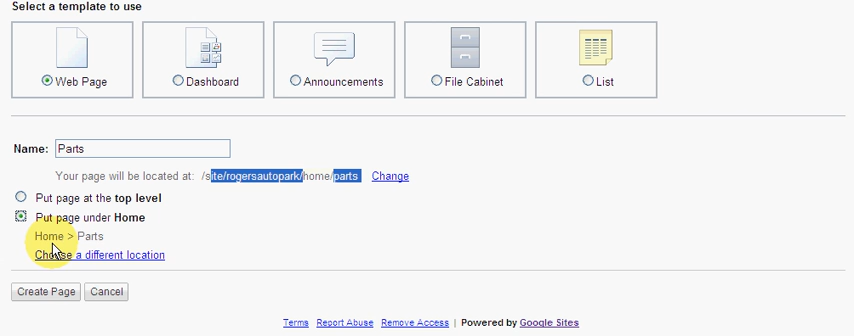 Select a template to use
Web Page Dashboard Announcements File Cabinet List
Name: Parts
Your page will be located at: /site/rogersautopark/home/parts Change
Put page at the top level
Put page under Home
Home > Parts
Choose a different location
Create Page Cancel
Terms Report Abuse Remove Access | Powered by Google Sites